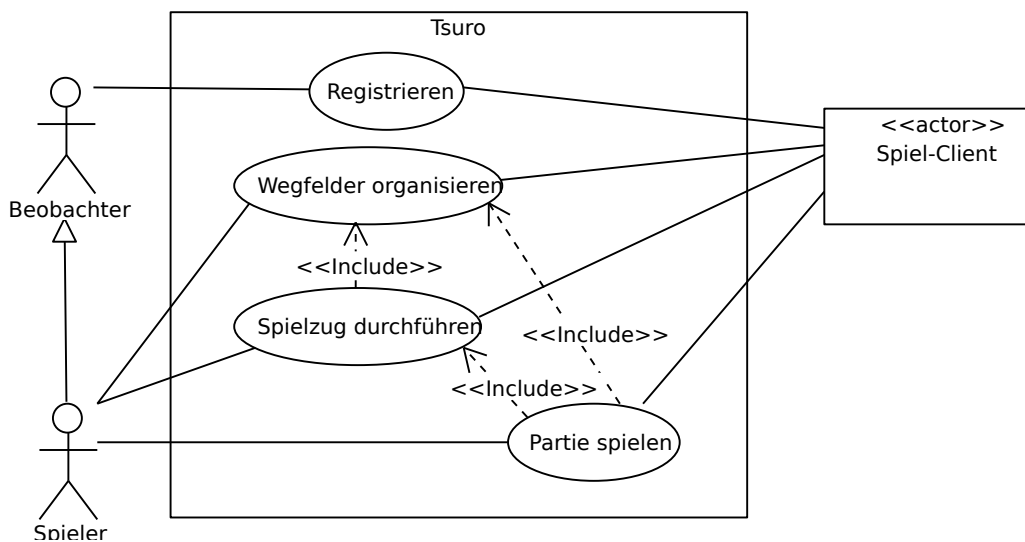 Tsuro
Registrieren
<<actor>>
Spiel-Client
Wegfelder organisieren
Beobachter
<<Include>>
Spielzug durchführen
<<Include>>
<<Include>>
Partie spielen
Spieler